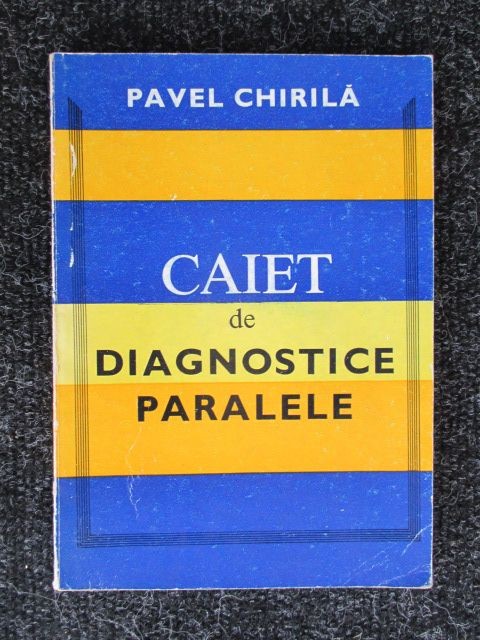 PAVEL CHIRILĂ
CAIET
de
DIAGNOSTICE
PARALELE